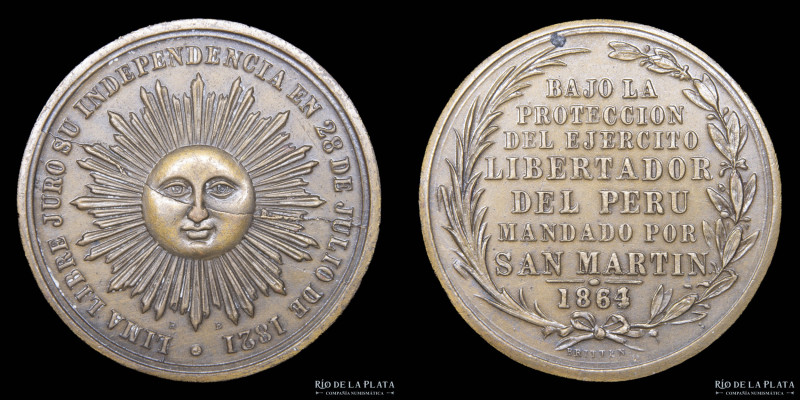 LIMA LIBRE JURO SU INDEPENDENCIA EN 28 DE JULIO DE 1821
BAJO LA
PROTECCION
DEL EJERCITO
LIBERTADOR
DEL PERU
MANDADO POR
SAN MARTIN
1864
BRITTEN
RÍO DE LA PLATA
COMPAÑÍA NUMISMÁTICA
RÍO DE LA PLATA
COMPAÑÍA NUMISMÁTICA